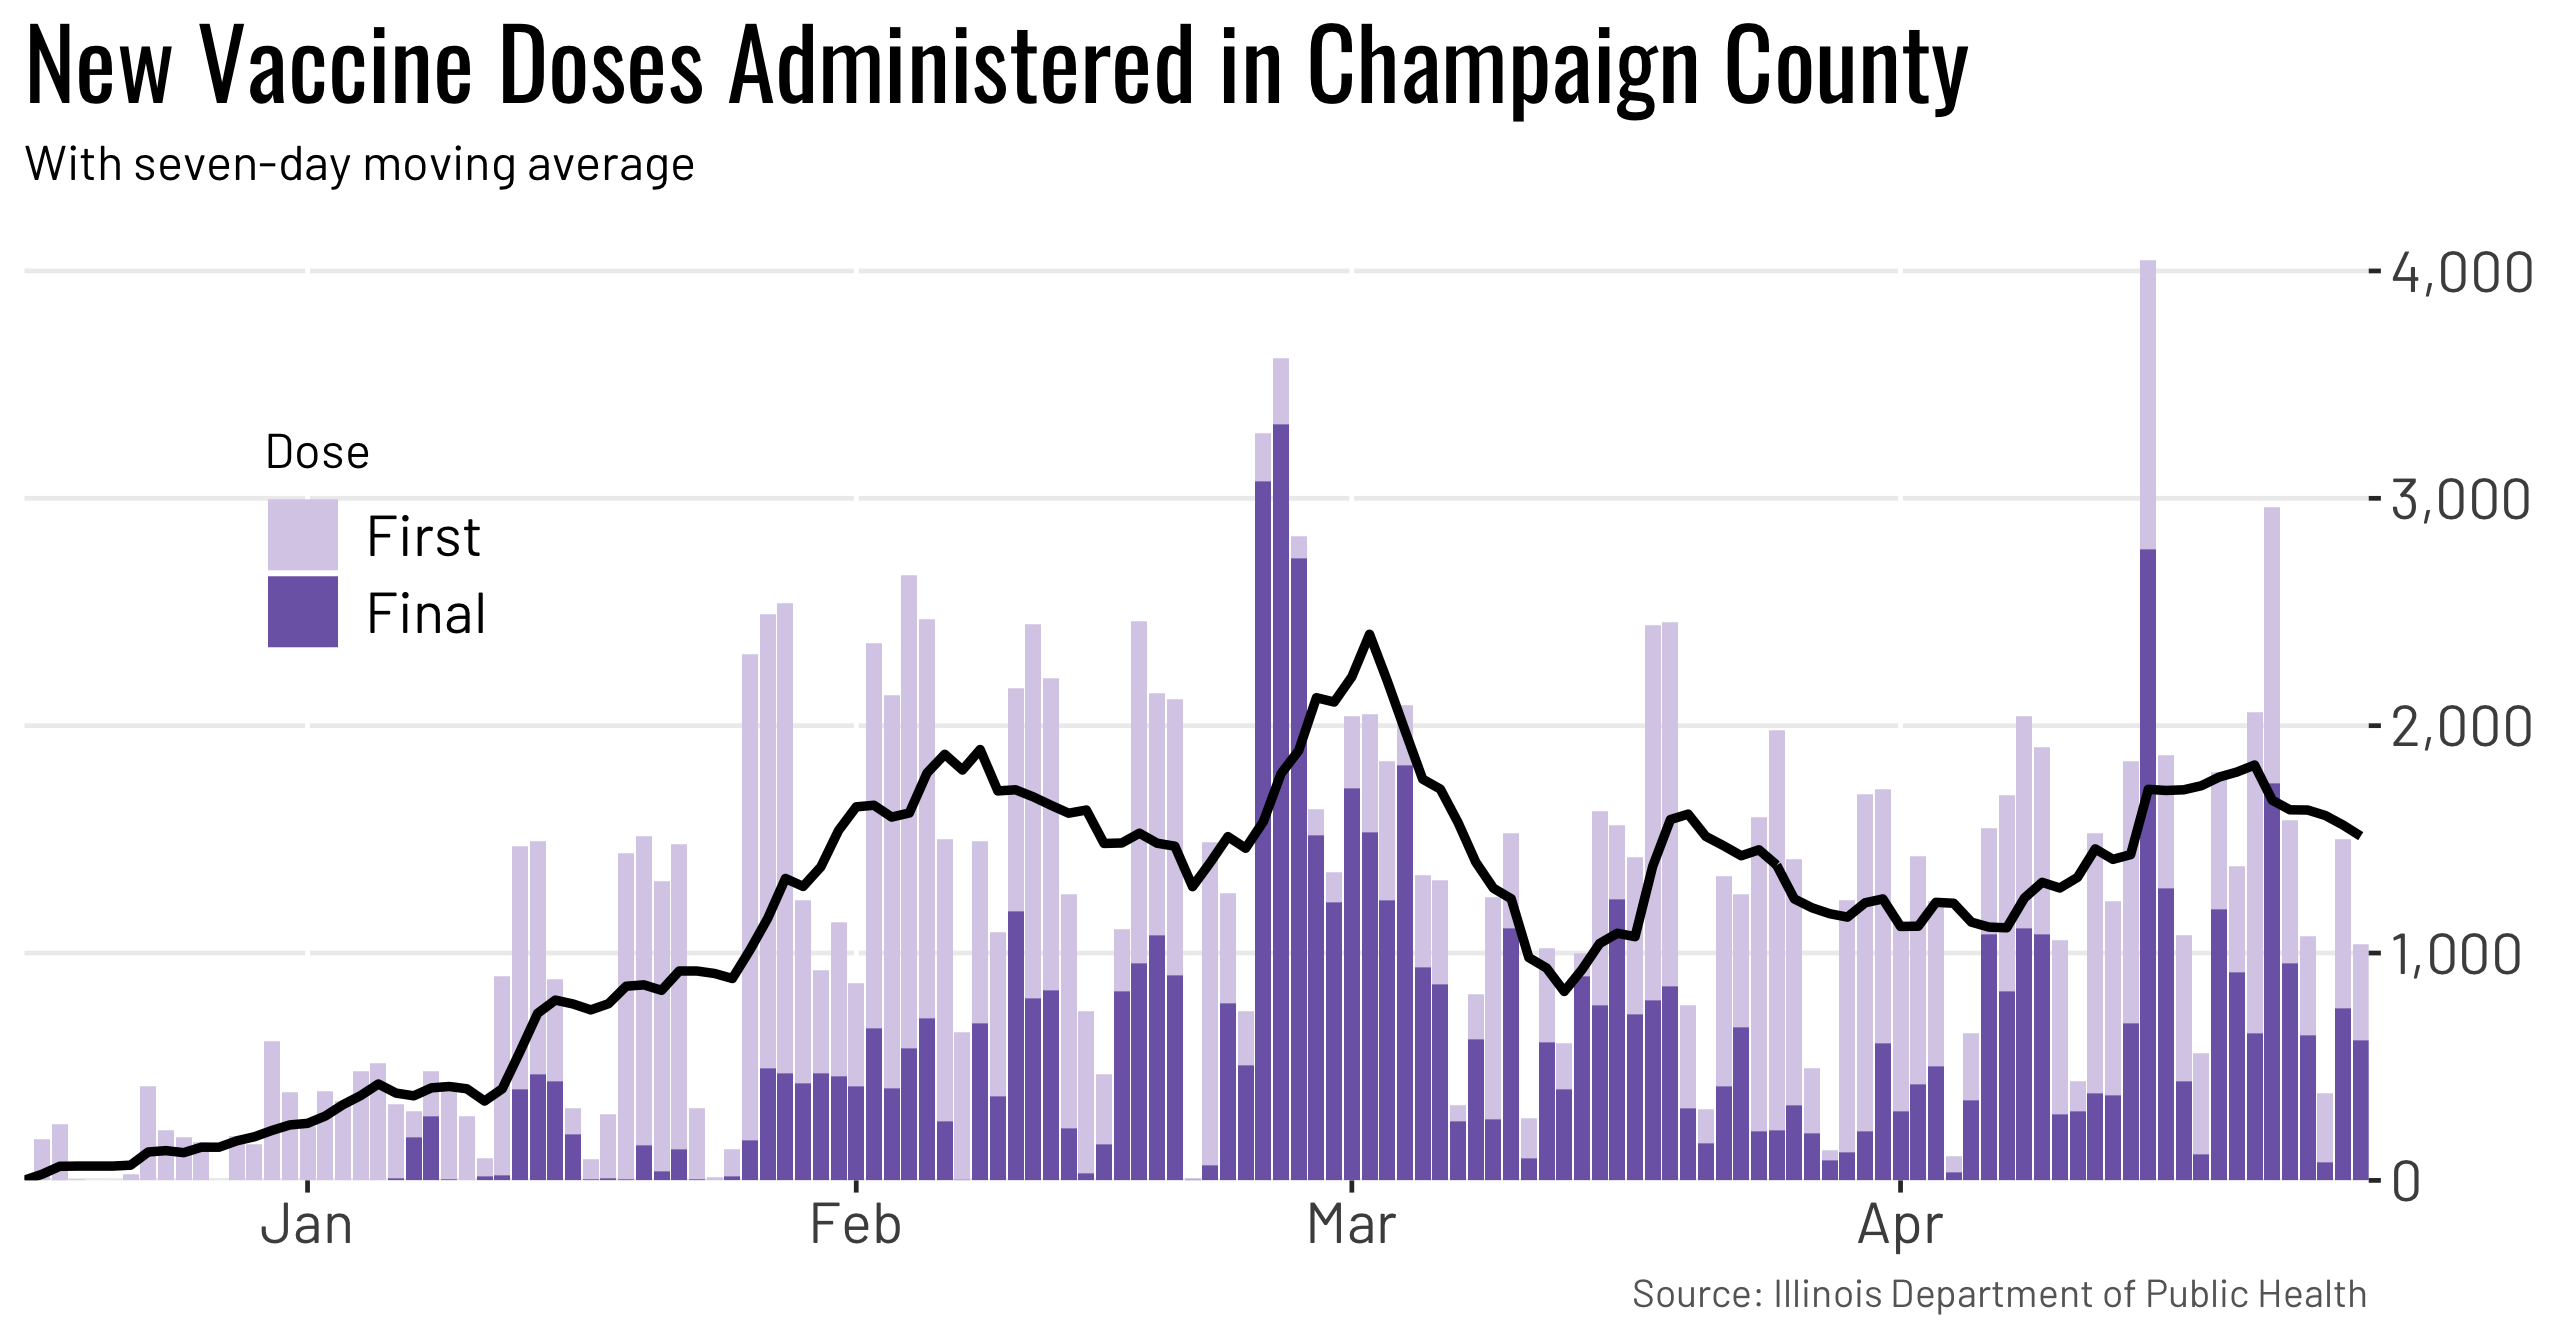 New Vaccine Doses Administered in Champaign County
With seven-day moving average
4,000
3,000
Dose
First
Final
2,000
1,000
0
Jan Feb Mar Apr
Source: Illinois Department of Public Health